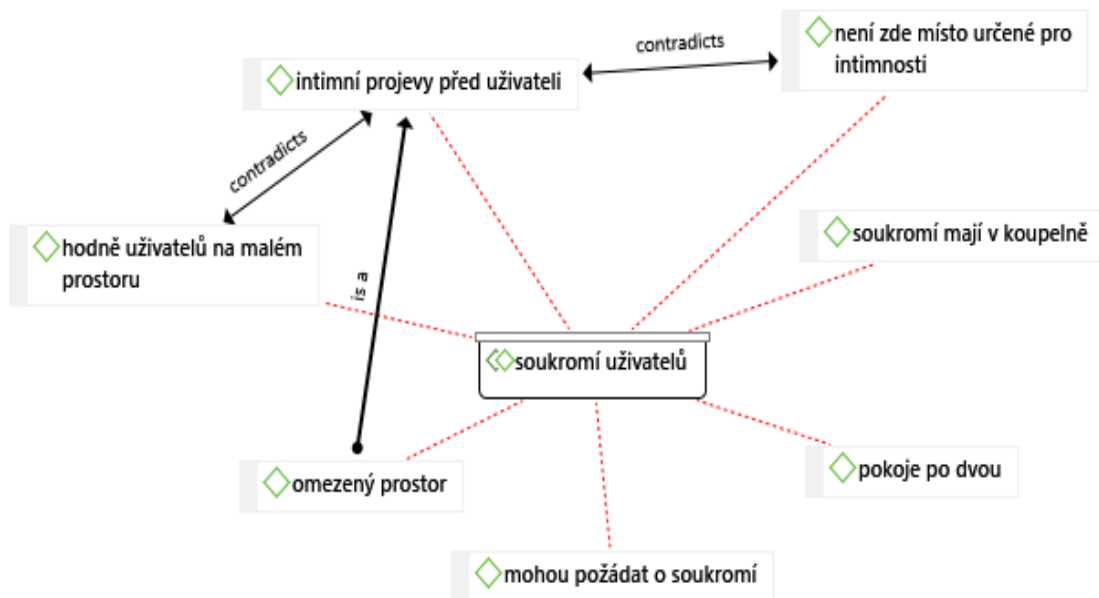 contradicts
není zde místo určené pro
intimnosti
intimní projevy před uživateli
contradicts
hodně uživatelů na malém
prostoru
soukromí mají v koupelně
is a
soukromí uživatelů
pokoje po dvou
omezený prostor
mohou požádat o soukromí